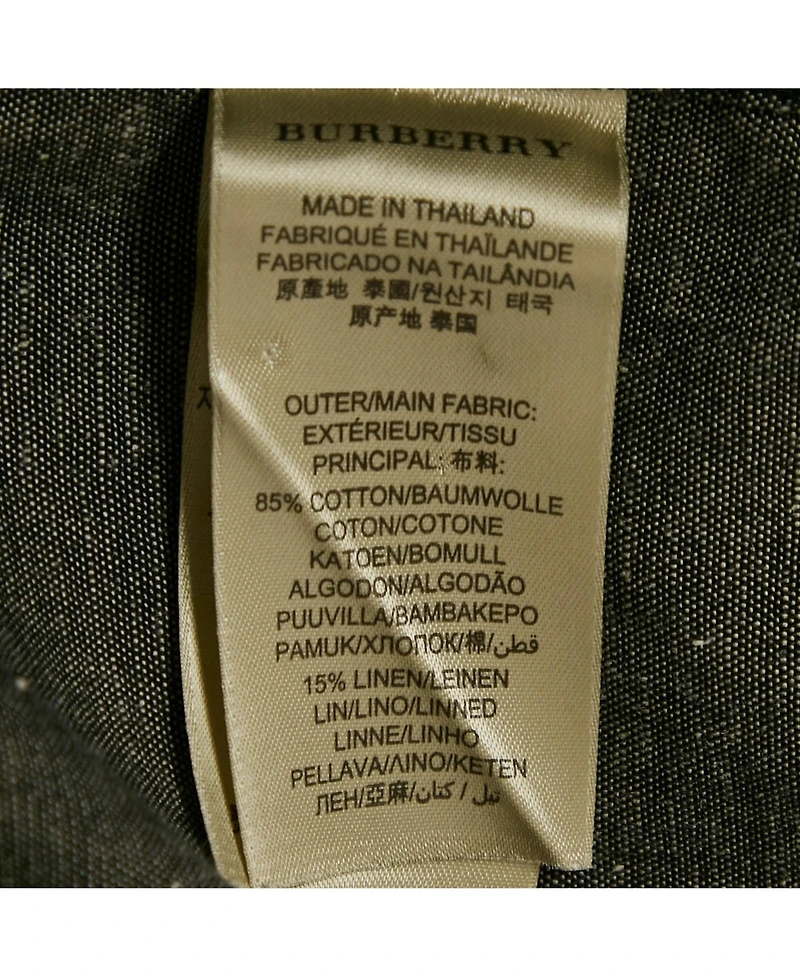 BURBERRY
MADE IN THAILAND
FABRIQUÉ EN THAÏLANDE
FABRICADO NA TAILÂNDIA
原產地 泰國/원산지 태국
原产地 泰国
OUTER/MAIN FABRIC:
EXTÉRIEUR/TISSU
PRINCIPAL: 布料:
85% COTTON/BAUMWOLLE
COTON/COTONE
KATOEN/BOMULL
ALGODON/ALGODÃO
PUUVILLA/ΒΑΜΒΑΚΕΡΟ
PAMUK/ХЛОПОК/棉/قطن
15% LINEN/LEINEN
LIN/LINO/LINNED
LINNE/LINHO
PELLAVA/ΛΙΝΟ/KETEN
ЛЕН/亞麻/تيل / كتان